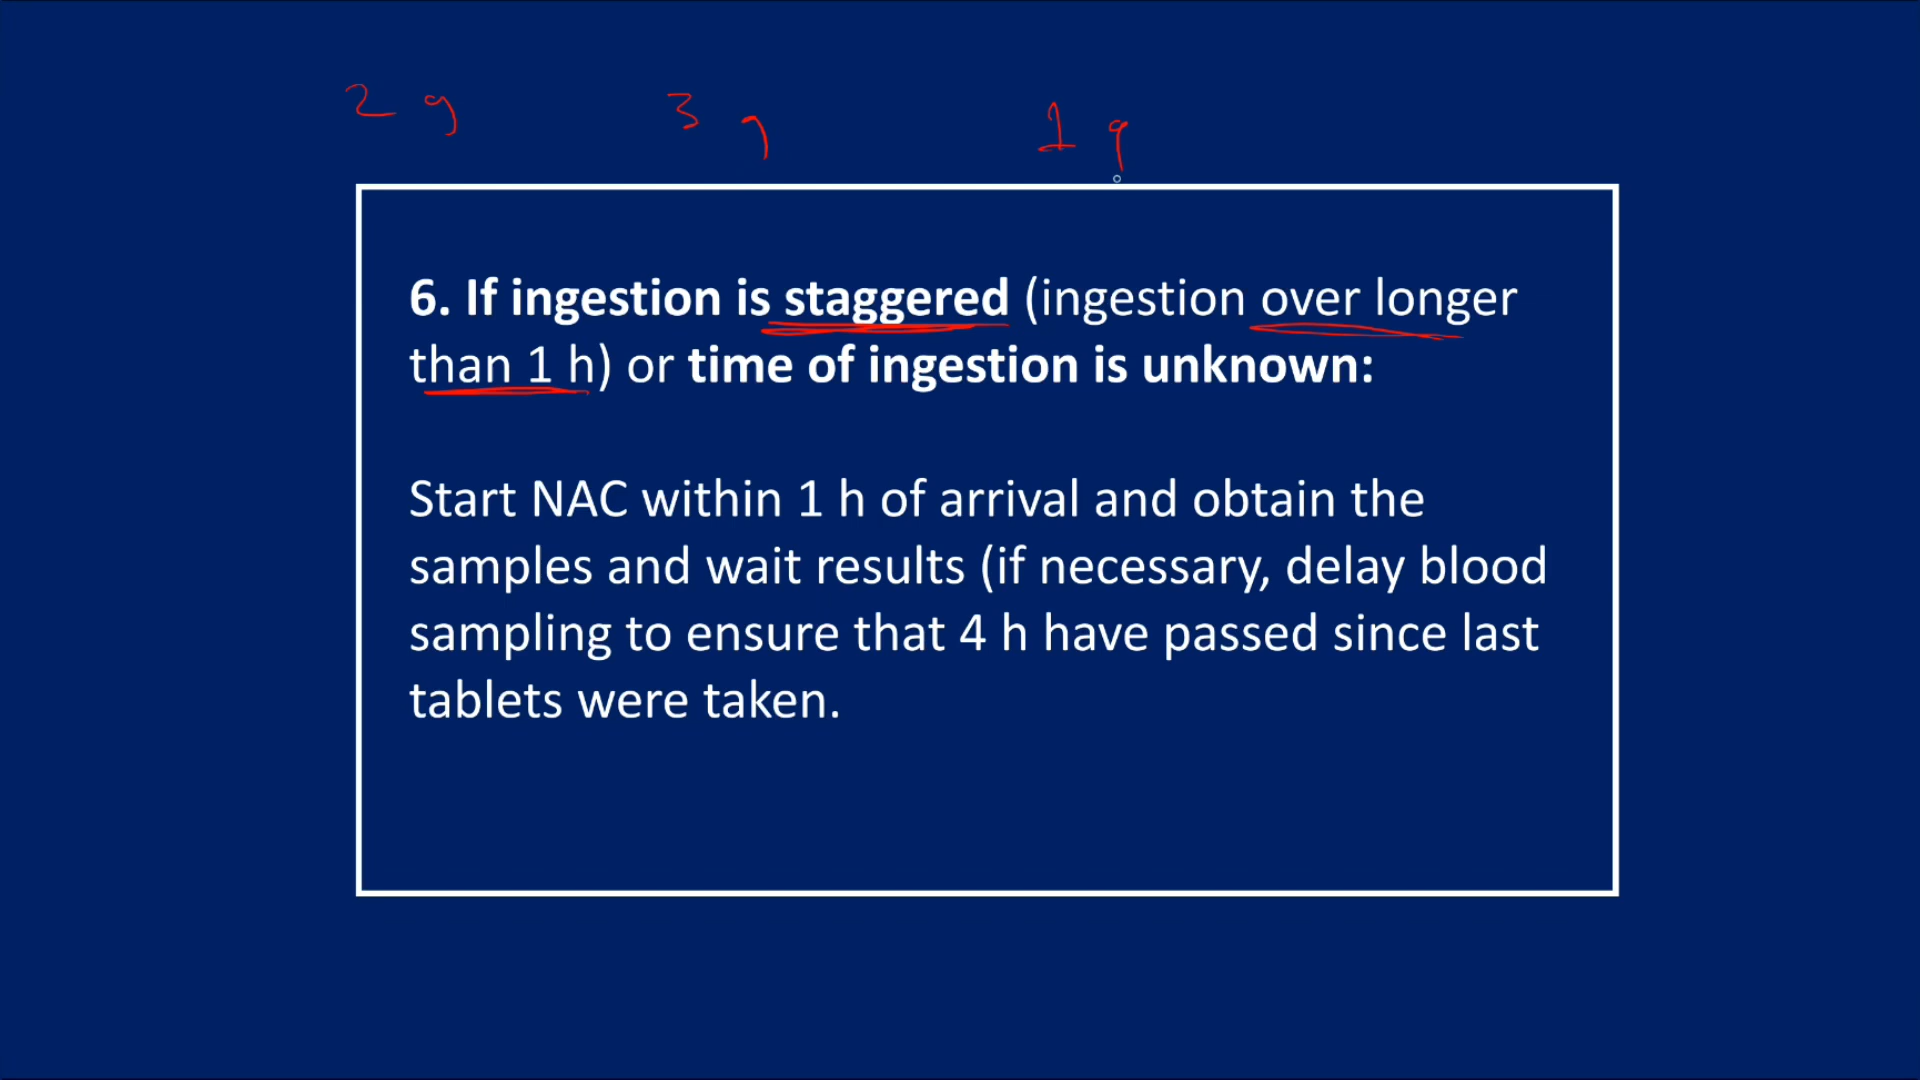 2 g 3 g 1 g
6. If ingestion is staggered (ingestion over longer
than 1 h) or time of ingestion is unknown:
Start NAC within 1 h of arrival and obtain the
samples and wait results (if necessary, delay blood
sampling to ensure that 4 h have passed since last
tablets were taken.